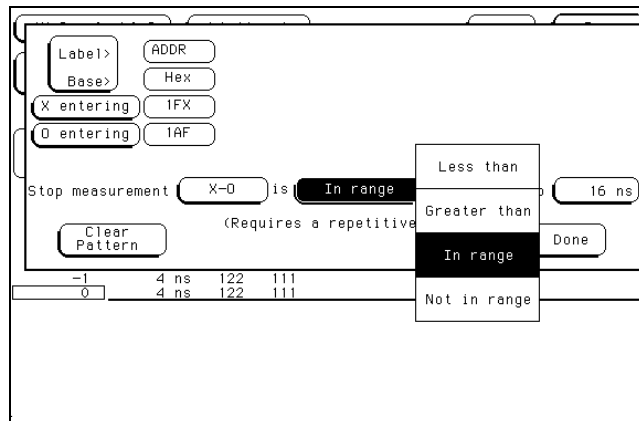 Label> ADDR
Base> Hex
X entering 1FX
O entering 1AF
Less than
Stop measurement X-O is In range 16 ns
Greater than
(Requires a repetitive
Clear
Pattern
Done
In range
-1 4 ns 122 111
0 4 ns 122 111
Not in range